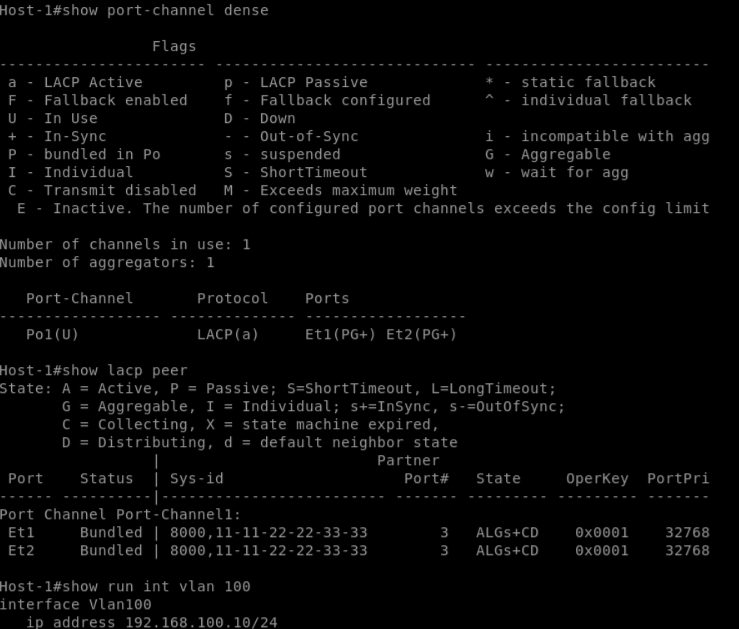 Host-1#show port-channel dense
Flags
------------------------ ----------------------------- -------------------------
a - LACP Active p - LACP Passive * - static fallback
F - Fallback enabled f - Fallback configured ^ - individual fallback
U - In Use D - Down
+ - In-Sync - - Out-of-Sync i - incompatible with agg
P - bundled in Po s - suspended G - Aggregable
I - Individual S - ShortTimeout w - wait for agg
C - Transmit disabled M - Exceeds maximum weight
E - Inactive. The number of configured port channels exceeds the config limit
Number of channels in use: 1
Number of aggregators: 1
Port-Channel Protocol Ports
------------------ -------------- ------------------
Po1(U) LACP(a) Et1(PG+) Et2(PG+)
Host-1#show lacp peer
State: A = Active, P = Passive; S=ShortTimeout, L=LongTimeout;
G = Aggregable, I = Individual; s+=InSync, s-=OutOfSync;
C = Collecting, X = state machine expired,
D = Distributing, d = default neighbor state
| Partner
Port Status | Sys-id Port# State OperKey PortPri
------ ----------|------------------------- ------- --------- --------- -------
Port Channel Port-Channel1:
Et1 Bundled | 8000,11-11-22-22-33-33 3 ALGs+CD 0x0001 32768
Et2 Bundled | 8000,11-11-22-22-33-33 3 ALGs+CD 0x0001 32768
Host-1#show run int vlan 100
interface Vlan100
ip address 192.168.100.10/24